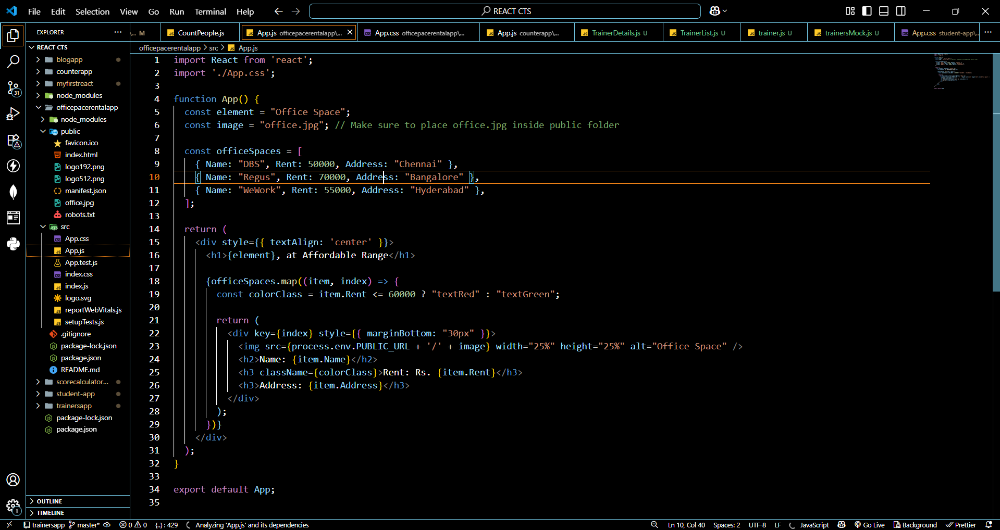 File Edit Selection View Go Run Terminal Help
REACT CTS
EXPLORER
... M
CountPeople.js
App.js officepacerentalapp\...
App.css officepacerentalapp\...
App.js counterapp\...
TrainerDetails.js U
TrainerList.js U
trainer.js U
trainersMock.js U
App.css student-app\...
officepacerentalapp > src > App.js
REACT CTS
blogapp
counterapp
myfirstreact
node_modules
officepacerentalapp
node_modules
public
favicon.ico
index.html
logo192.png
logo512.png
manifest.json
office.jpg
robots.txt
src
App.css
App.js
App.test.js
index.css
index.js
logo.svg
reportWebVitals.js
setupTests.js
.gitignore
package-lock.json
package.json
README.md
scorecalculator...
student-app
trainersapp
package-lock.json
package.json
OUTLINE
TIMELINE
31
1
1 import React from 'react';
2 import './App.css';
3
4 function App() {
5 const element = "Office Space";
6 const image = "office.jpg"; // Make sure to place office.jpg inside public folder
7
8 const officeSpaces = [
9 { Name: "DBS", Rent: 50000, Address: "Chennai" },
10 { Name: "Regus", Rent: 70000, Address: "Bangalore" },
11 { Name: "WeWork", Rent: 55000, Address: "Hyderabad" },
12 ];
13
14 return (
15 <div style={{ textAlign: 'center' }}>
16 <h1>{element}, at Affordable Range</h1>
17
18 {officeSpaces.map((item, index) => {
19 const colorClass = item.Rent <= 60000 ? "textRed" : "textGreen";
20
21 return (
22 <div key={index} style={{ marginBottom: "30px" }}>
23 <img src={process.env.PUBLIC_URL + '/' + image} width="25%" height="25%" alt="Office Space" />
24 <h2>Name: {item.Name}</h2>
25 <h3 className={colorClass}>Rent: Rs. {item.Rent}</h3>
26 <h3>Address: {item.Address}</h3>
27 </div>
28 );
29 })}
30 </div>
31 );
32 }
33
34 export default App;
35
trainersapp master* 0 0 {..} : 429 Analyzing 'App.js' and its dependencies Ln 10, Col 40 Spaces: 2 UTF-8 LF JavaScript Go Live Background Prettier